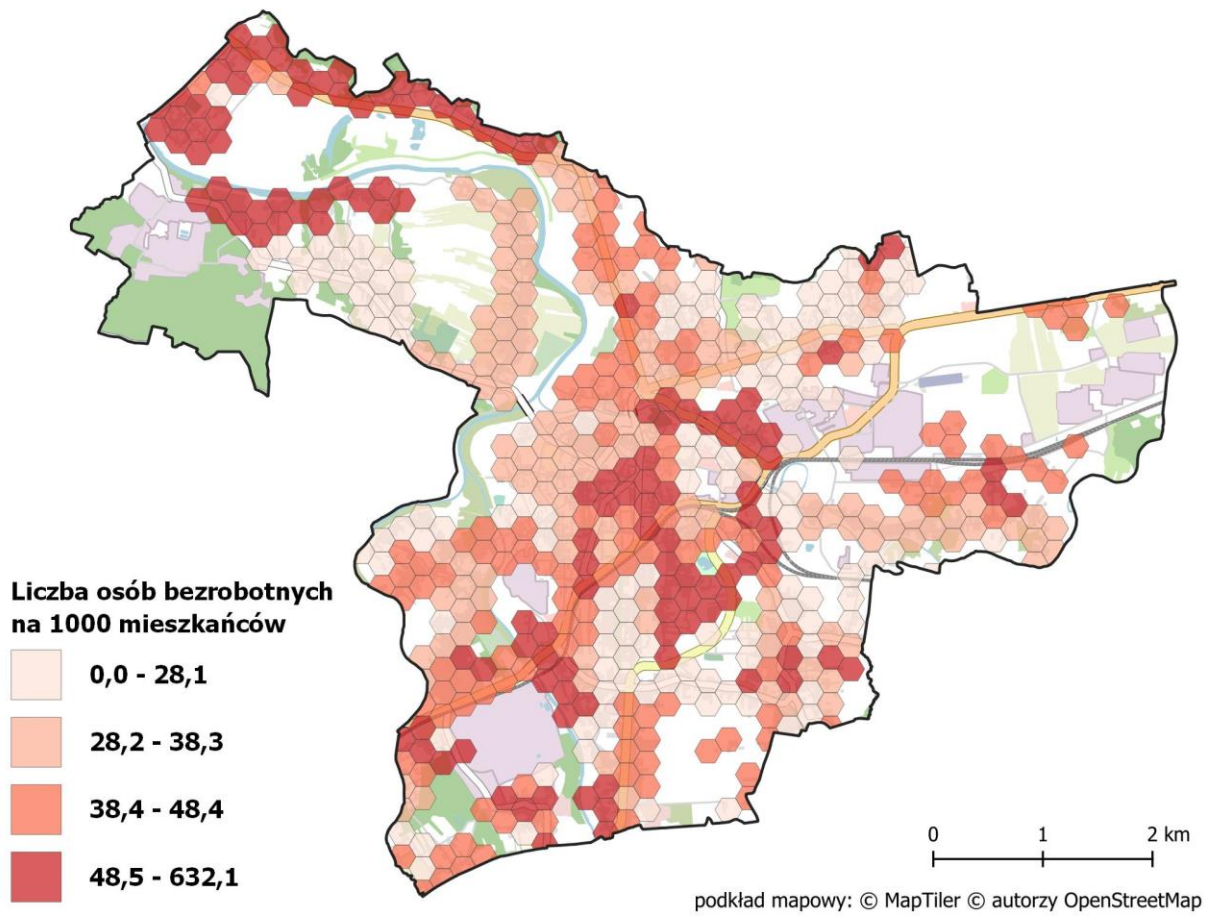 Liczba osób bezrobotnych
na 1000 mieszkańców
0,0 - 28,1
28,2 - 38,3
38,4 - 48,4
48,5 - 632,1
0 1 2 km
podkład mapowy: © MapTiler © autorzy OpenStreetMap